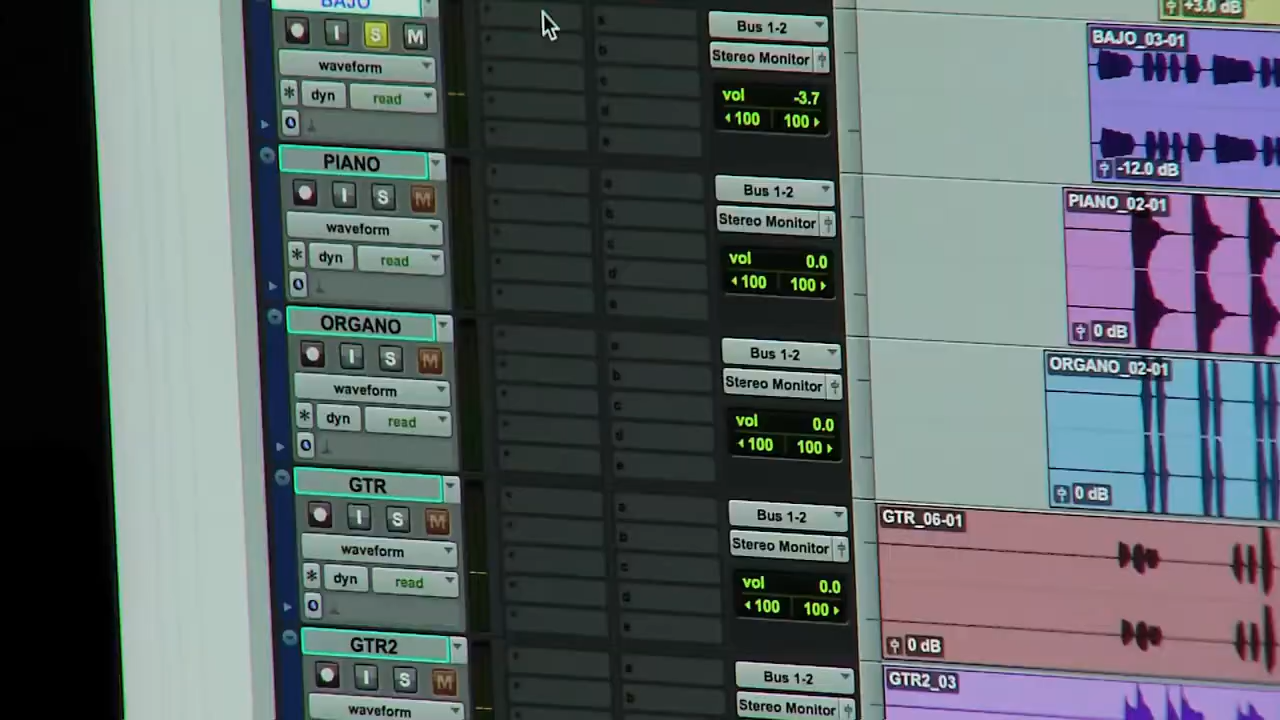 BAJO
+3.0 dB
I S M
waveform
dyn read
Bus 1-2
Stereo Monitor
vol -3.7
100 100
BAJO_03-01
-12.0 dB
PIANO
I S M
waveform
dyn read
a
b
c
d
e
Bus 1-2
Stereo Monitor
vol 0.0
100 100
PIANO_02-01
0 dB
ORGANO
I S M
waveform
dyn read
a
b
c
d
e
Bus 1-2
Stereo Monitor
vol 0.0
100 100
ORGANO_02-01
0 dB
GTR
I S M
waveform
dyn read
a
b
c
d
e
Bus 1-2
Stereo Monitor
vol 0.0
100 100
GTR_06-01
0 dB
GTR2
I S M
waveform
a
b
Bus 1-2
Stereo Monitor
GTR2_03